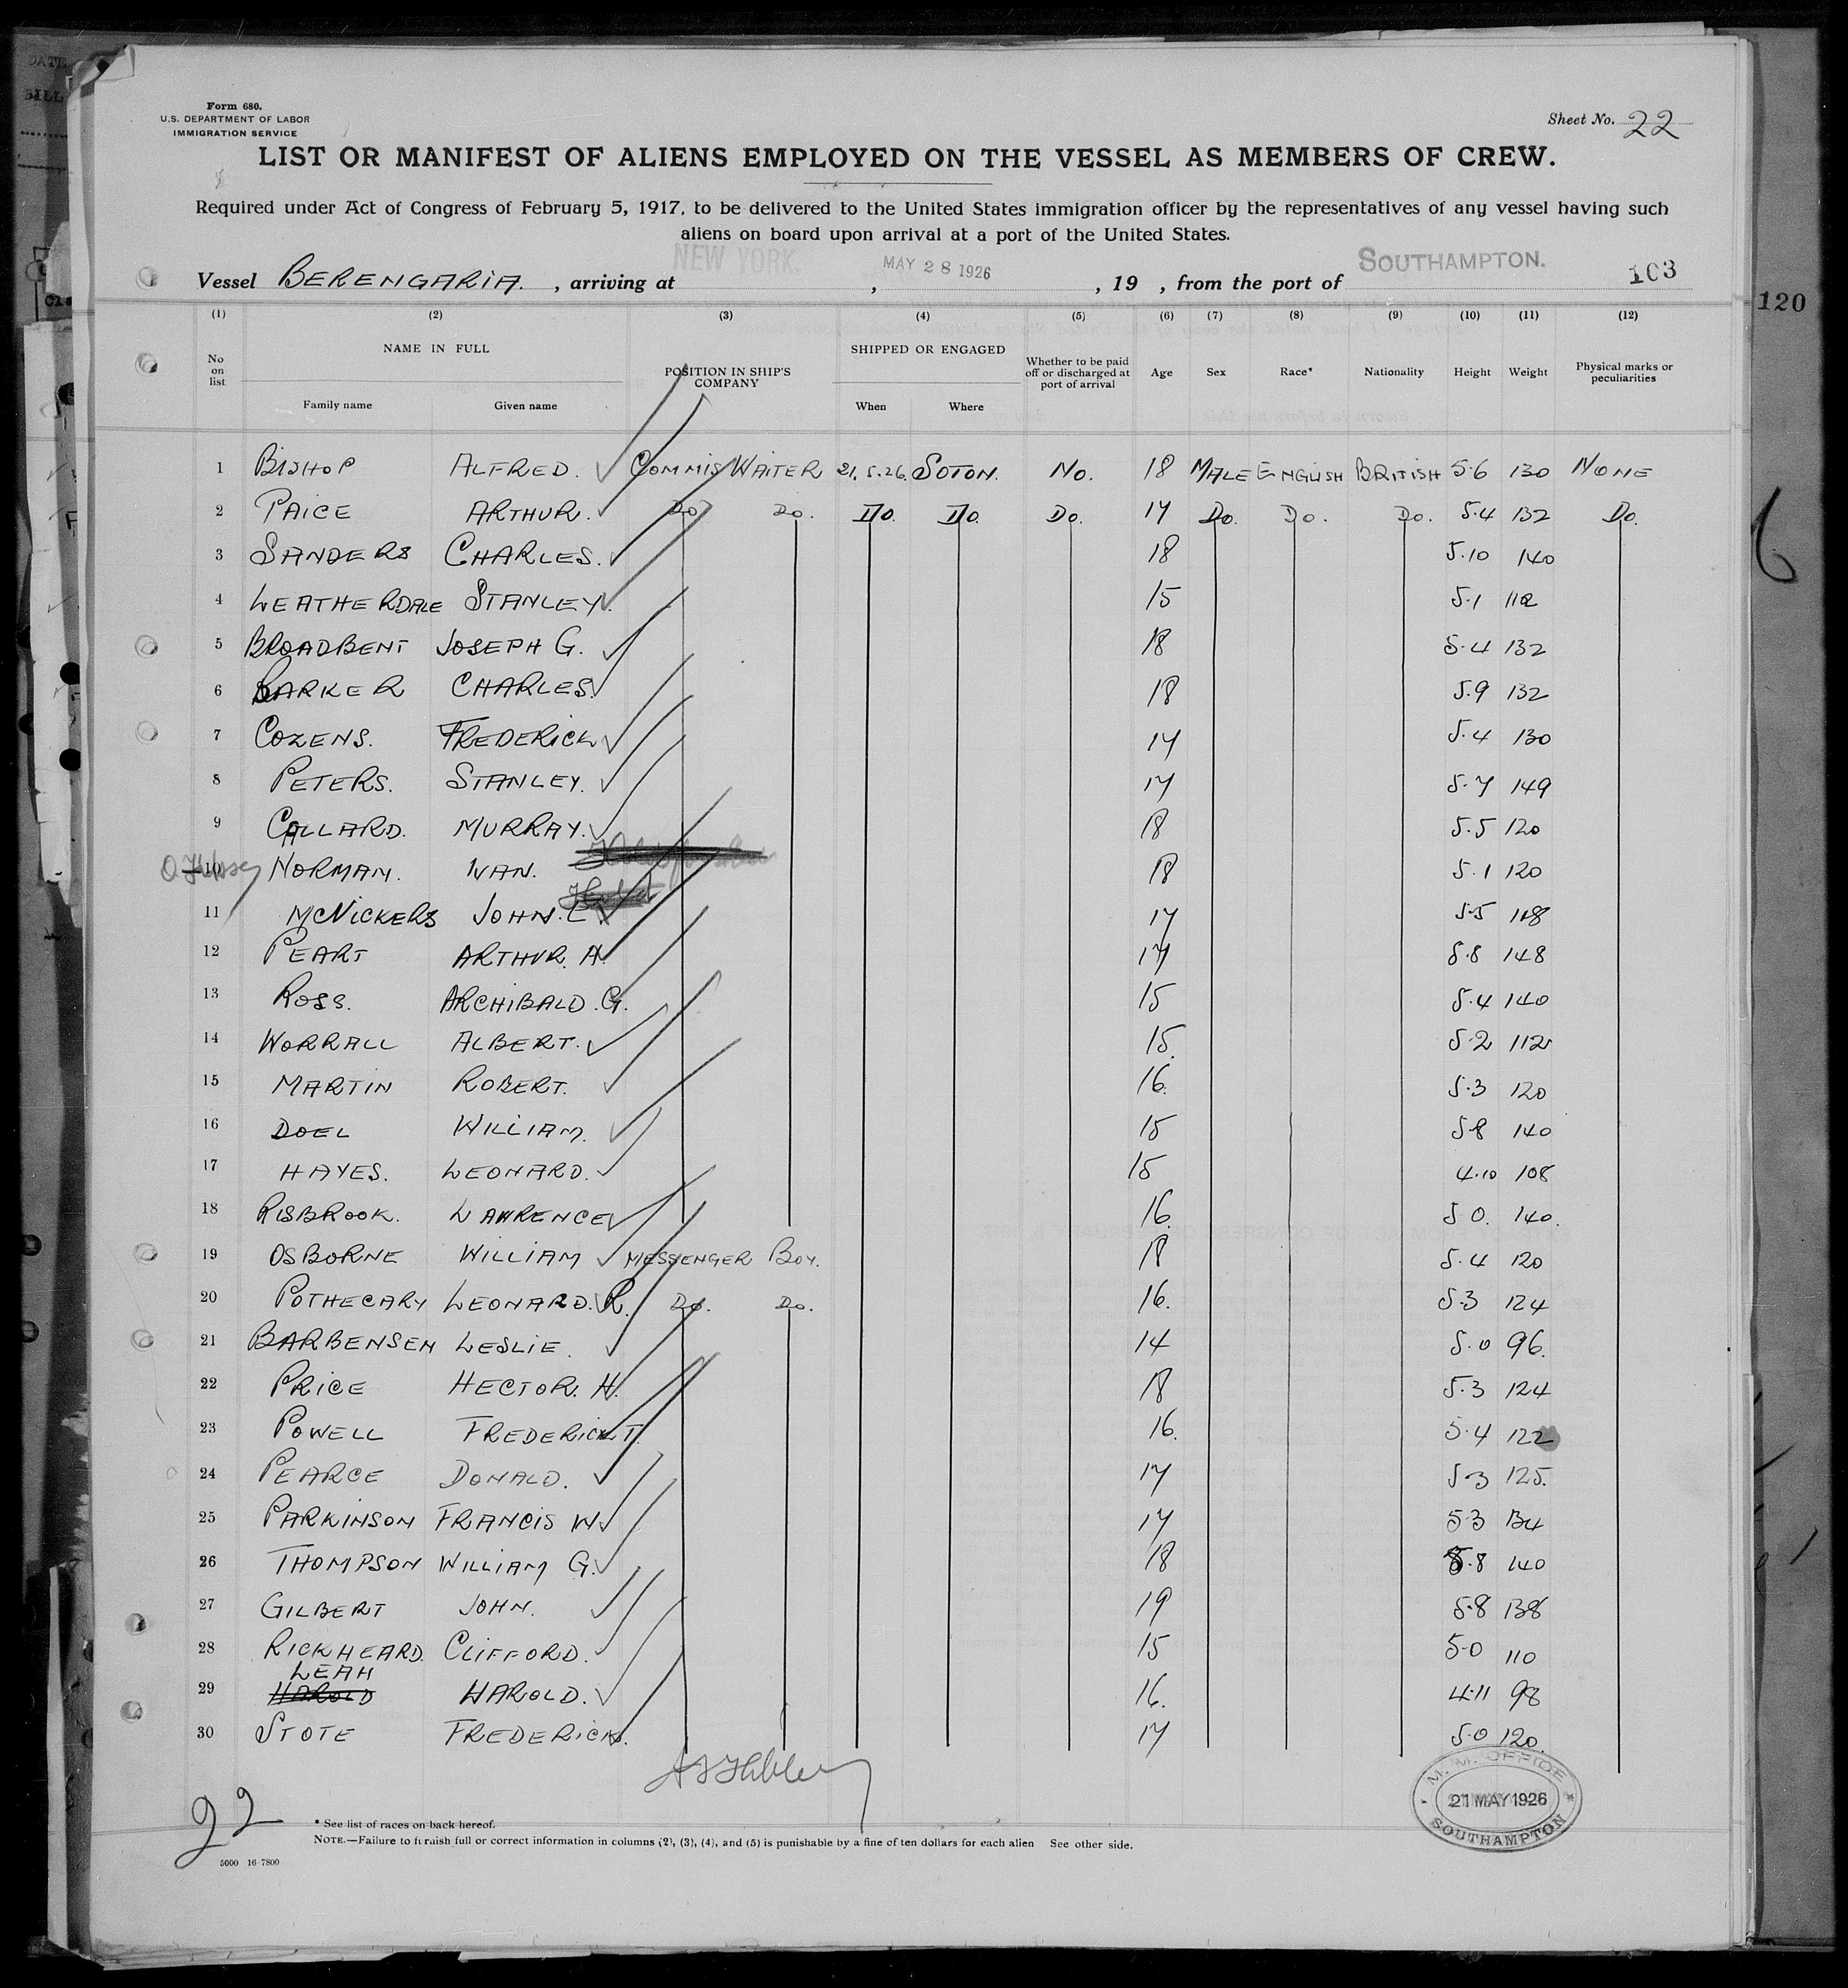 DATE
BILL
Form 680.
U.S. DEPARTMENT OF LABOR
IMMIGRATION SERVICE
Sheet No. 22
LIST OR MANIFEST OF ALIENS EMPLOYED ON THE VESSEL AS MEMBERS OF CREW.
Required under Act of Congress of February 5, 1917, to be delivered to the United States immigration officer by the representatives of any vessel having such
aliens on board upon arrival at a port of the United States.
Vessel BERENGARIA. , arriving at NEW YORK. , MAY 28 1926 , 19 , from the port of SOUTHAMPTON. 103
120
(1) (2) (3) (4) (5) (6) (7) (8) (9) (10) (11) (12)
No on list NAME IN FULL Family name Given name POSITION IN SHIP'S COMPANY SHIPPED OR ENGAGED When Where Whether to be paid off or discharged at port of arrival Age Sex Race* Nationality Height Weight Physical marks or peculiarities
1 BISHOP ALFRED. COMMIS WAITER 21.5.26. SOTON. NO. 18 MALE ENGLISH BRITISH 5.6 130 NONE
2 PAICE ARTHUR. DO DO. DO. DO. DO. 17 DO. DO. DO. 5.4 132 DO.
3 SANDERS CHARLES. 18 5.10 140
4 LEATHERDALE STANLEY. 15 5.1 112
5 BROADBENT JOSEPH G. 18 5.4 132
6 BARKER CHARLES. 18 5.9 132
7 COZENS. FREDERICK 17 5.4 130
8 PETERS. STANLEY. 17 5.7 149
9 CALLARD. MURRAY. 18 5.5 120
10 NORMAN. IVAN. 18 5.1 120
11 MCNICKERS JOHN. E 17 5.5 118
12 PEART ARTHUR. H. 17 5.8 148
13 ROSS. ARCHIBALD. G. 15 5.4 140
14 WORRALL ALBERT. 15. 5.2 112
15 MARTIN ROBERT. 16. 5.3 120
16 DOEL WILLIAM. 15 5.8 140
17 HAYES. LEONARD. 15 4.10 108
18 RISBROOK. LAWRENCE 16. 5 0. 140.
19 OSBORNE WILLIAM MESSENGER BOY. 18 5.4 120
20 POTHECARY LEONARD. R. DO. DO. 16. 5.3 124
21 BARBENSEN LESLIE. 14 5.0 96.
22 PRICE HECTOR. H. 18 5.3 124
23 POWELL FREDERICK T. 16. 5.4 122
24 PEARCE DONALD. 17 5.3 125.
25 PARKINSON FRANCIS W 17 5.3 134
26 THOMPSON WILLIAM G. 18 5.8 140
27 GILBERT JOHN. 19 5.8 138
28 RICKHEARD. CLIFFORD. 15 5.0 110
LEAH
29 HAROLD HAROLD. 16. 4.11 98
30 STOTE FREDERICK. 17 5.0 120.
M. M. OFFICE
21 MAY 1926
SOUTHAMPTON
22
* See list of races on back hereof.
NOTE.—Failure to furnish full or correct information in columns (2), (3), (4), and (5) is punishable by a fine of ten dollars for each alien See other side.
5000 16 7800